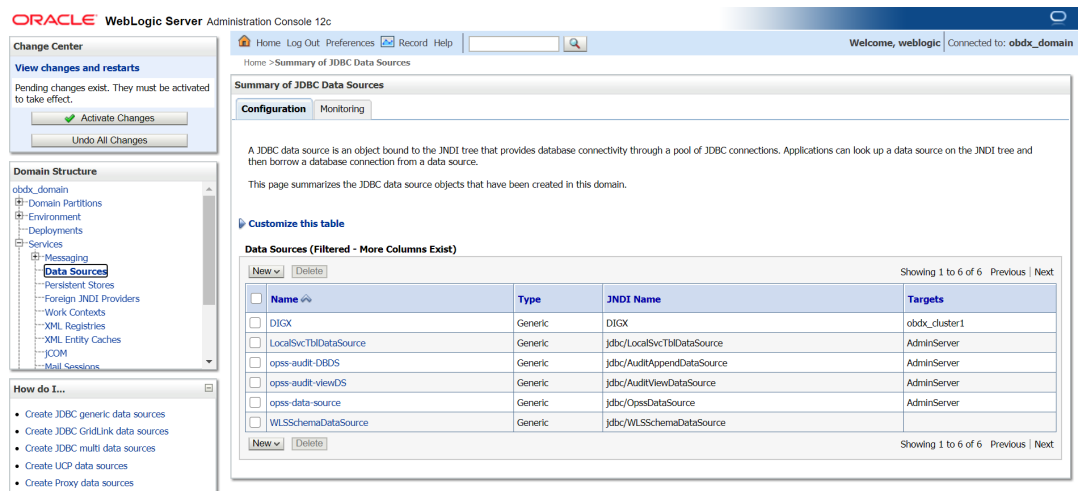 ORACLE WebLogic Server Administration Console 12c
Change Center
View changes and restarts
Pending changes exist. They must be activated
to take effect.
Activate Changes
Undo All Changes
Domain Structure
obdx_domain
Domain Partitions
Environment
Deployments
Services
Messaging
Data Sources
Persistent Stores
Foreign JNDI Providers
Work Contexts
XML Registries
XML Entity Caches
jCOM
Mail Sessions
How do I...
Create JDBC generic data sources
Create JDBC GridLink data sources
Create JDBC multi data sources
Create UCP data sources
Create Proxy data sources
Home Log Out Preferences Record Help
Welcome, weblogic Connected to: obdx_domain
Home >Summary of JDBC Data Sources
Summary of JDBC Data Sources
Configuration Monitoring
A JDBC data source is an object bound to the JNDI tree that provides database connectivity through a pool of JDBC connections. Applications can look up a data source on the JNDI tree and
then borrow a database connection from a data source.
This page summarizes the JDBC data source objects that have been created in this domain.
Customize this table
Data Sources (Filtered - More Columns Exist)
New Delete Showing 1 to 6 of 6 Previous Next
Name Type JNDI Name Targets
DIGX Generic DIGX obdx_cluster1
LocalSvcTblDataSource Generic jdbc/LocalSvcTblDataSource AdminServer
opss-audit-DBDS Generic jdbc/AuditAppendDataSource AdminServer
opss-audit-viewDS Generic jdbc/AuditViewDataSource AdminServer
opss-data-source Generic jdbc/OpssDataSource AdminServer
WLSSchemaDataSource Generic jdbc/WLSSchemaDataSource
New Delete Showing 1 to 6 of 6 Previous Next